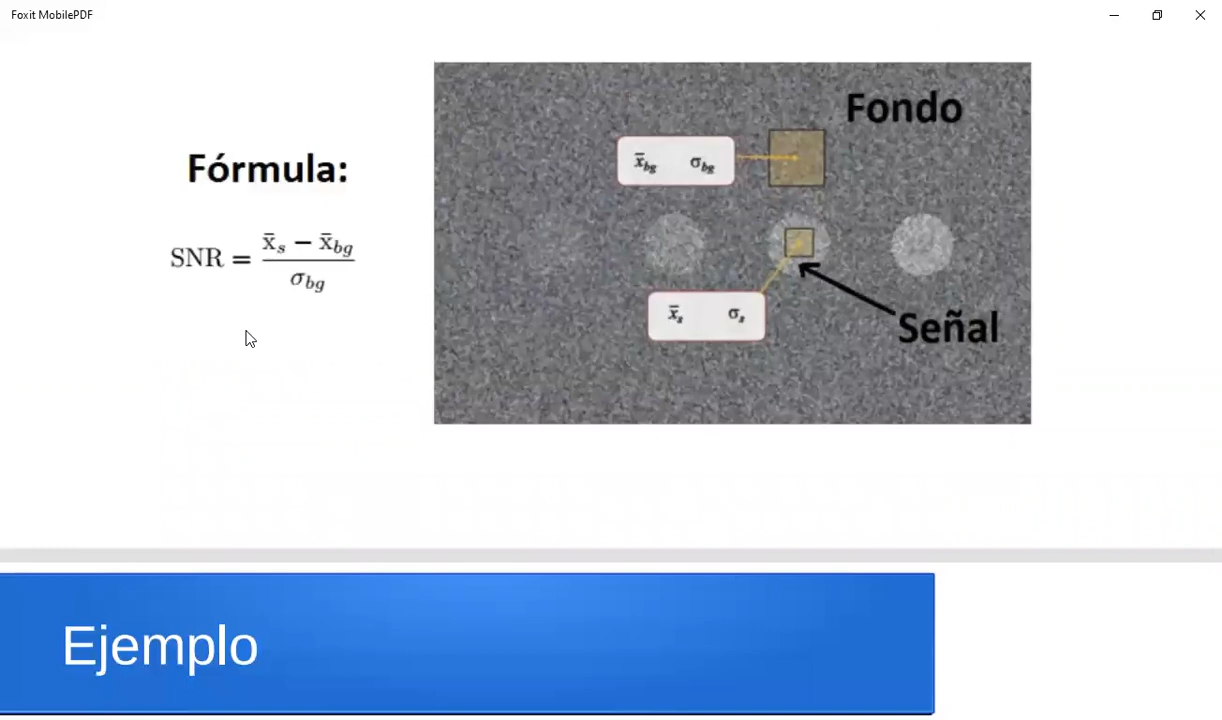 Foxit MobilePDF
Fórmula:
SNR = (x̄s − x̄bg) / σbg
Fondo
x̄bg σbg
x̄s σs
Señal
Ejemplo